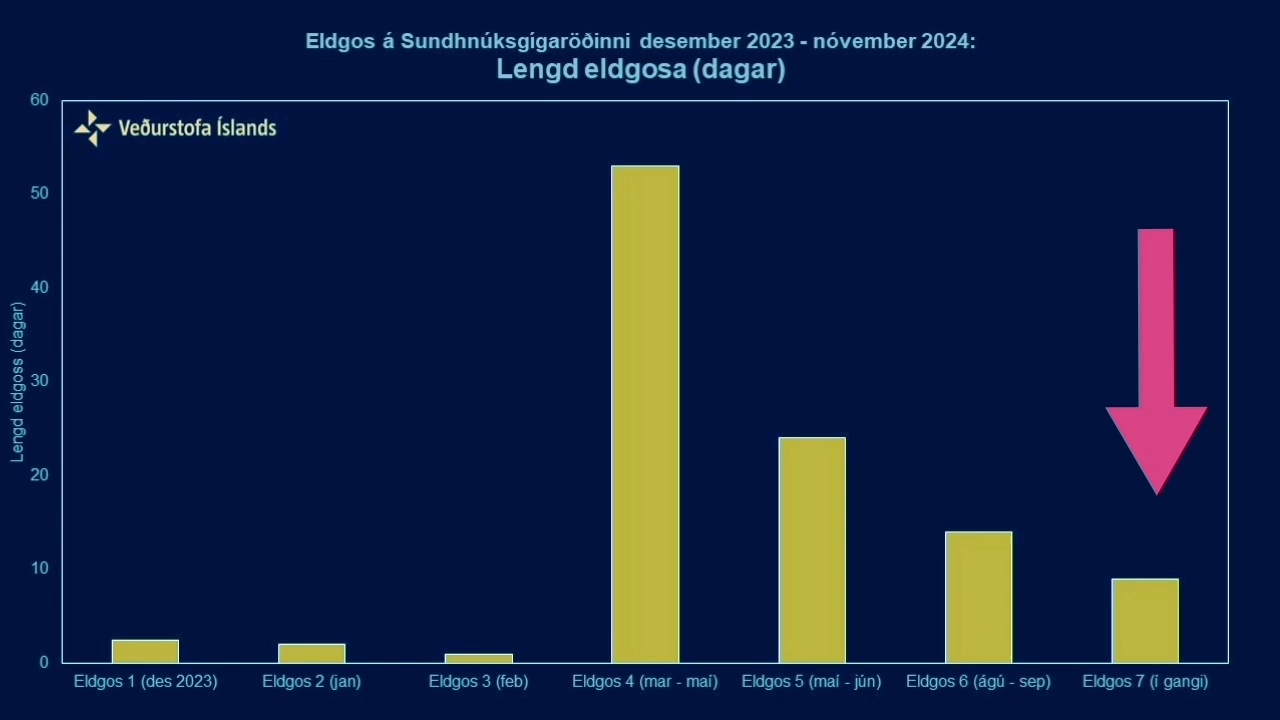 Eldgos á Sundhnúksgígaröðinni desember 2023 - nóvember 2024:
Lengd eldgosa (dagar)
Veðurstofa Íslands
60
50
40
30
20
10
0
Lengd eldgoss (dagar)
Eldgos 1 (des 2023)
Eldgos 2 (jan)
Eldgos 3 (feb)
Eldgos 4 (mar - maí)
Eldgos 5 (maí - jún)
Eldgos 6 (ágú - sep)
Eldgos 7 (í gangi)